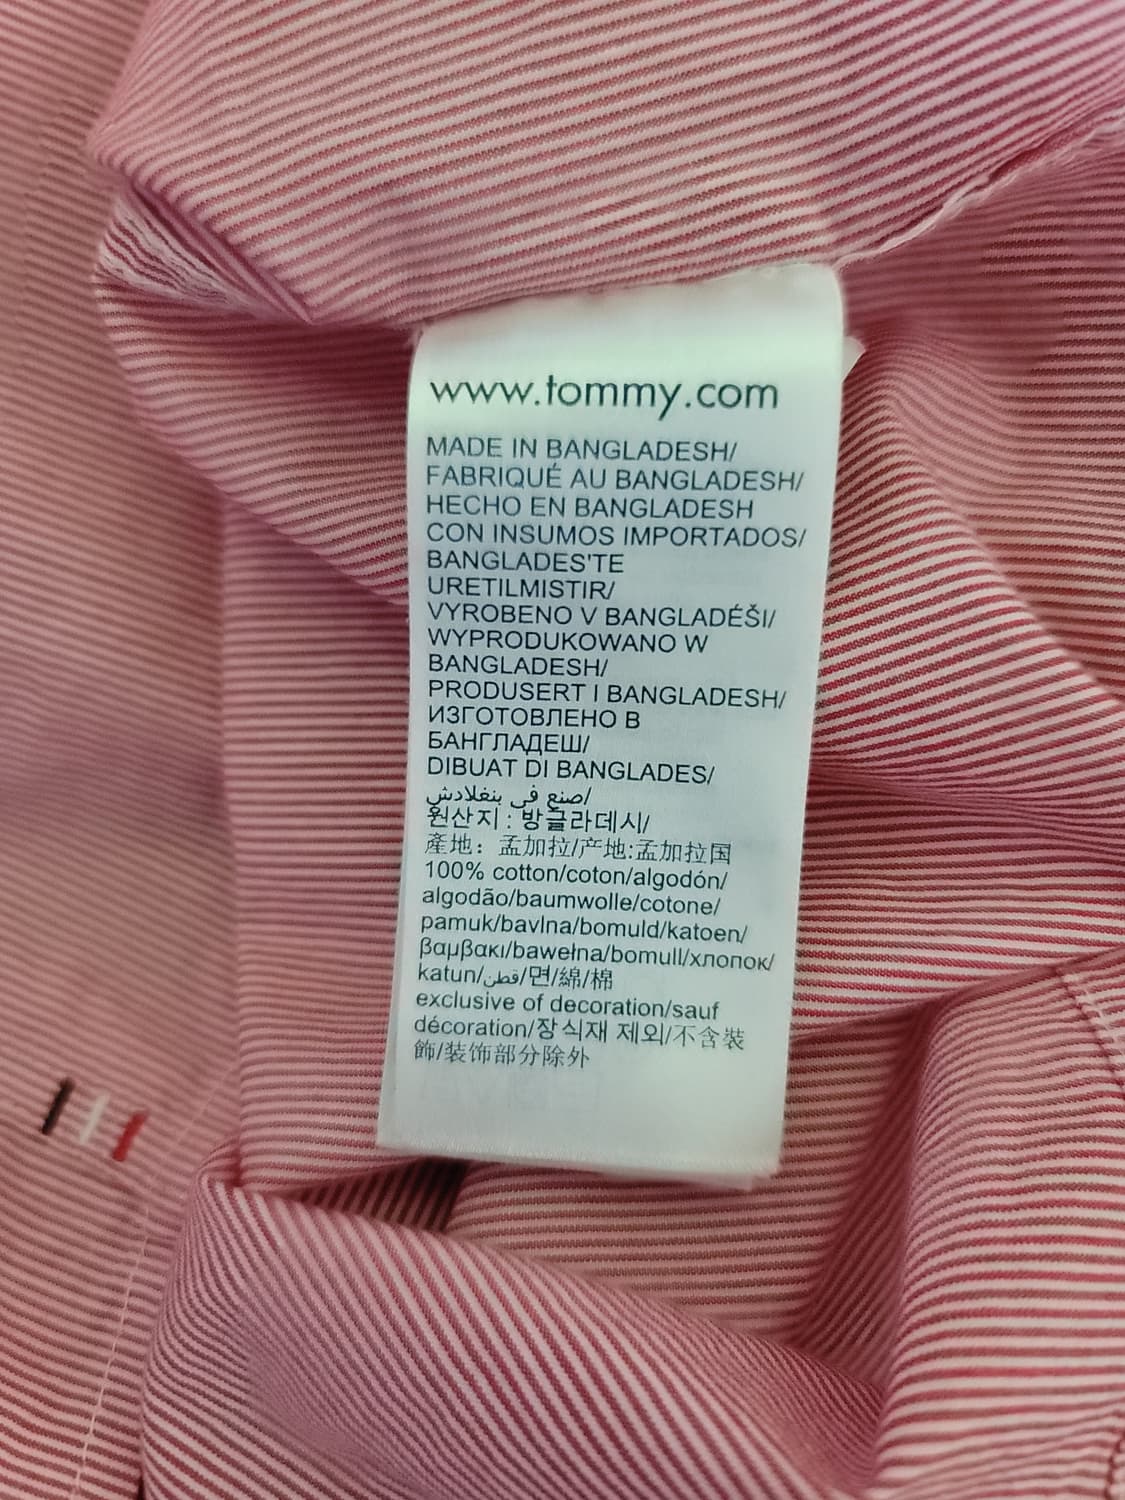 www.tommy.com
MADE IN BANGLADESH/
FABRIQUÉ AU BANGLADESH/
HECHO EN BANGLADESH
CON INSUMOS IMPORTADOS/
BANGLADES'TE
URETILMISTIR/
VYROBENO V BANGLADÉŠI/
WYPRODUKOWANO W
BANGLADESH/
PRODUSERT I BANGLADESH/
ИЗГОТОВЛЕНО В
БАНГЛАДЕШ/
DIBUAT DI BANGLADES/
صنع في بنغلادش/
원산지 : 방글라데시/
產地：孟加拉/产地:孟加拉国
100% cotton/coton/algodón/
algodão/baumwolle/cotone/
pamuk/bavlna/bomuld/katoen/
βαμβακι/bawełna/bomull/хлопок/
katun/قطن/면/綿/棉
exclusive of decoration/sauf
décoration/장식재 제외/不含裝
飾/装饰部分除外